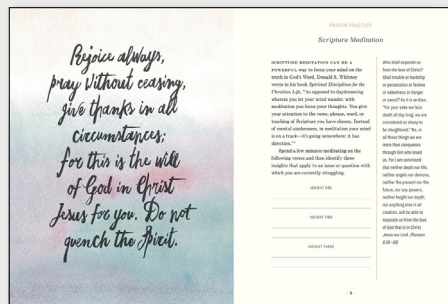 Rejoice always,
pray without ceasing,
give thanks in all
circumstances;
for this is the will
of God in Christ
Jesus for you. Do not
quench the Spirit.
PRAYER PRACTICE
Scripture Meditation
SCRIPTURE MEDITATION CAN BE A
POWERFUL way to focus your mind on the
truth in God's Word. Donald S. Whitney
wrote in his book Spiritual Disciplines for the
Christian Life, "As opposed to daydreaming
wherein you let your mind wander, with
meditation you focus your thoughts. You give
your attention to the verse, phrase, word, or
teaching of Scripture you have chosen. Instead
of mental aimlessness, in meditation your mind
is on a track—it's going somewhere; it has
direction."
Spend a few minutes meditating on the
following verses and then identify three
insights that apply to an issue or question with
which you are currently struggling.
INSIGHT ONE
INSIGHT TWO
INSIGHT THREE
Who shall separate us
from the love of Christ?
Shall trouble or hardship
or persecution or famine
or nakedness or danger
or sword? As it is written:
"For your sake we face
death all day long; we are
considered as sheep to
be slaughtered." No, in
all these things we are
more than conquerors
through him who loved
us. For I am convinced
that neither death nor life,
neither angels nor demons,
neither the present nor the
future, nor any powers,
neither height nor depth,
nor anything else in all
creation, will be able to
separate us from the love
of God that is in Christ
Jesus our Lord. (Romans
8:35–39)